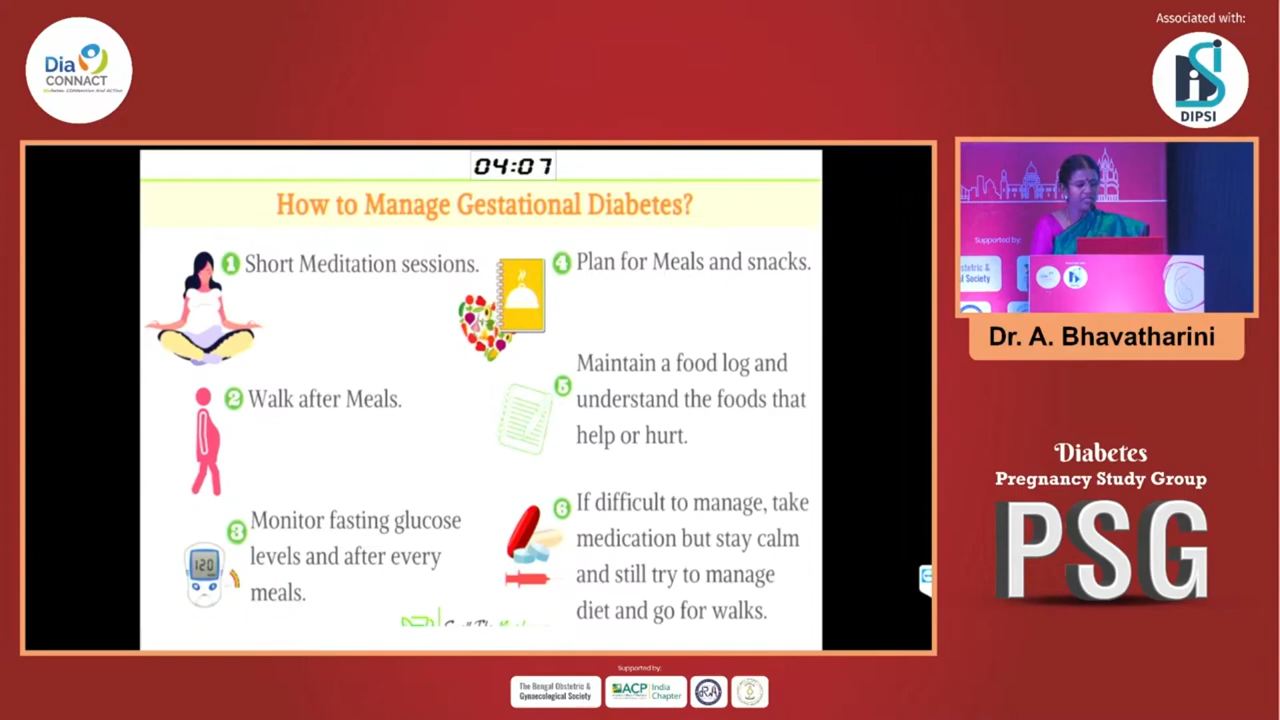 Dia
CONNACT
Associated with:
DIPSI
04:07
How to Manage Gestational Diabetes?
1 Short Meditation sessions.
2 Walk after Meals.
120
3 Monitor fasting glucose
levels and after every
meals.
4 Plan for Meals and snacks.
5 Maintain a food log and
understand the foods that
help or hurt.
6 If difficult to manage, take
medication but stay calm
and still try to manage
diet and go for walks.
Supported by:
Dr. A. Bhavatharini
Diabetes
Pregnancy Study Group
PSG
Supported by:
The Bengal Obstetric &
Gynaecological Society
ACP India
Chapter